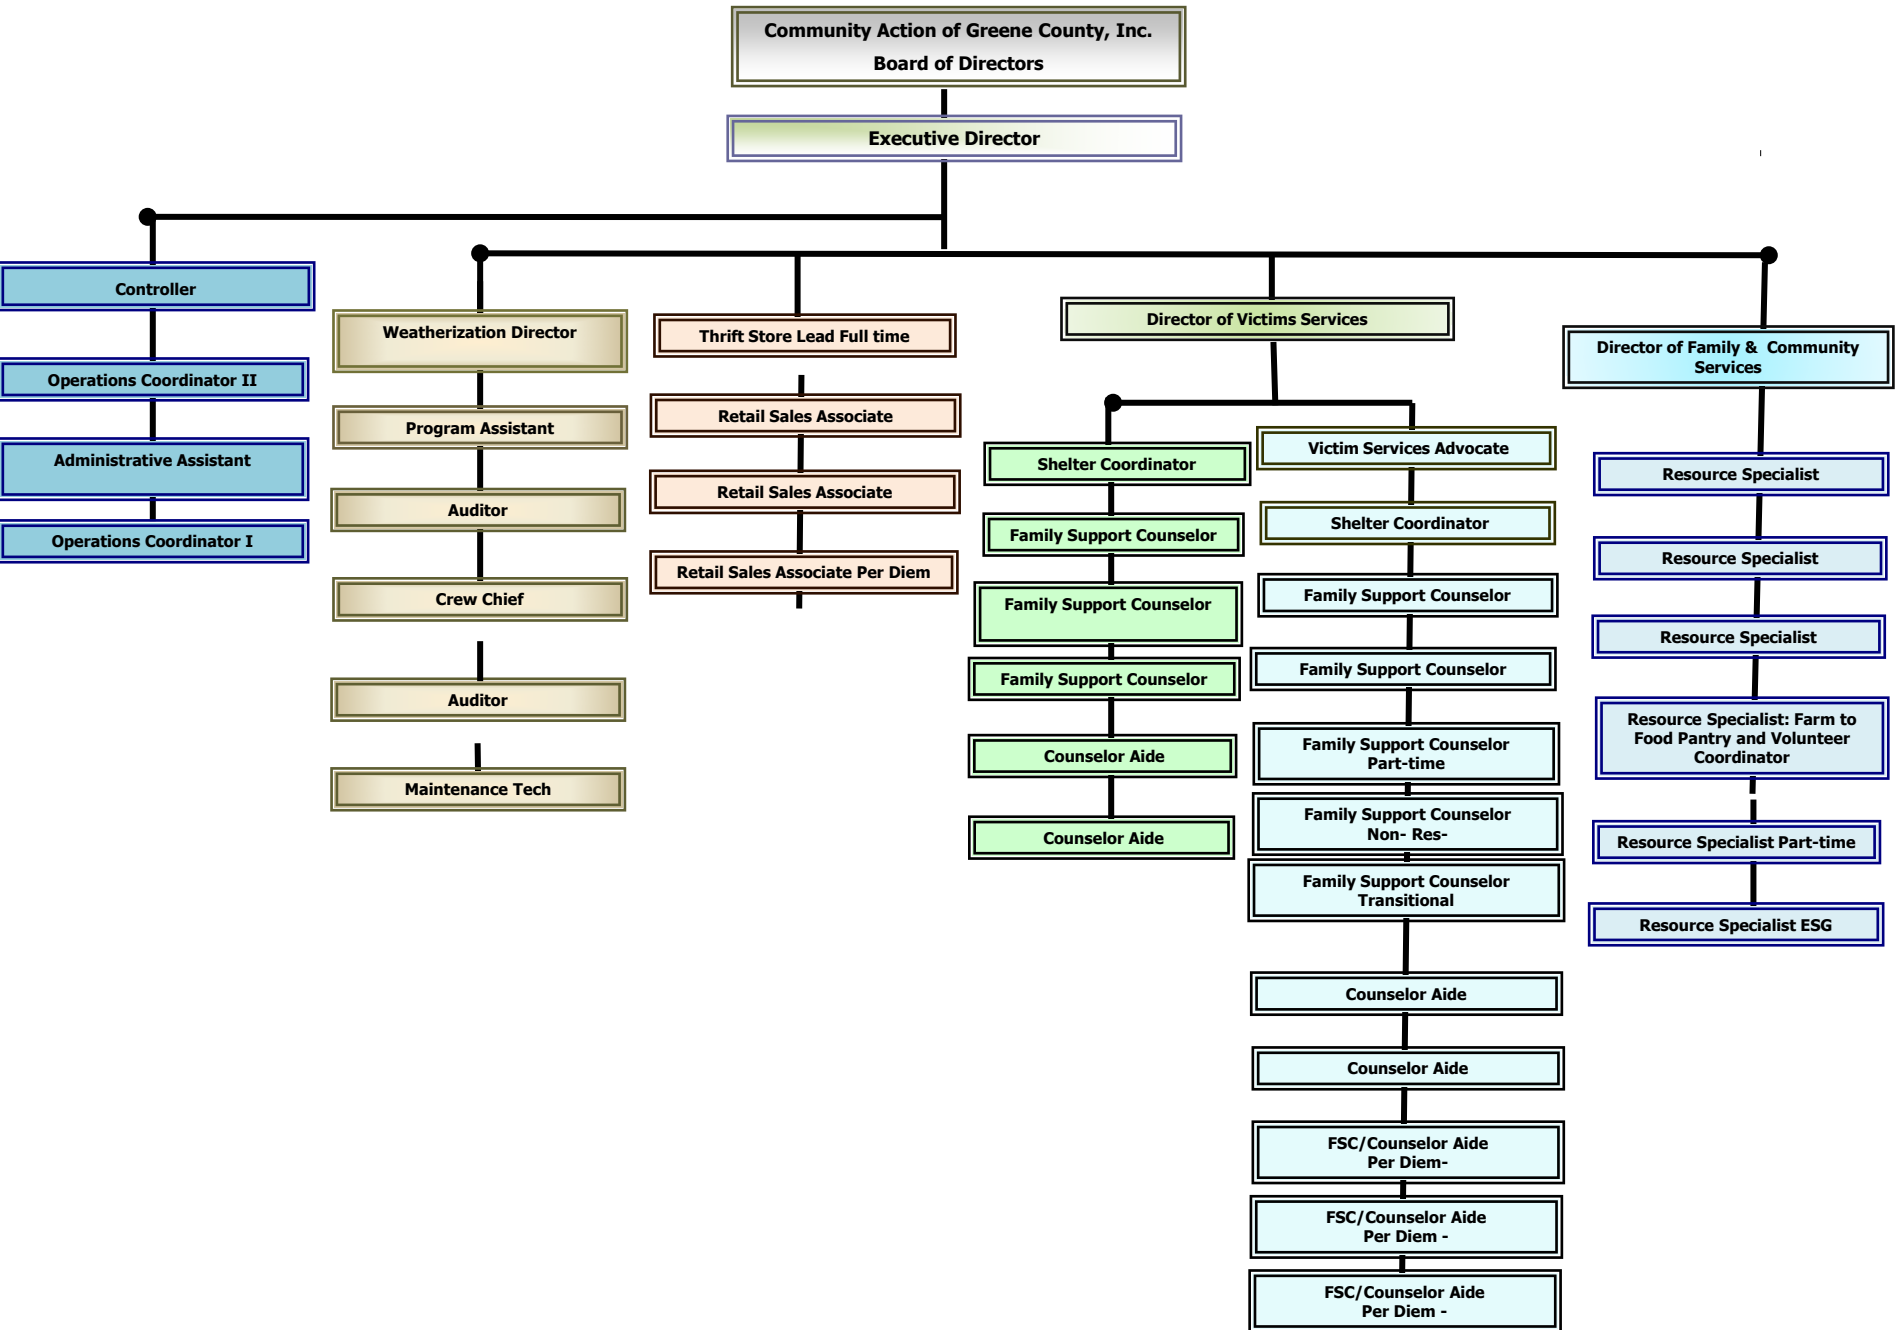 Community Action of Greene County, Inc.
Board of Directors
Executive Director
Controller
Operations Coordinator II
Administrative Assistant
Operations Coordinator I
Weatherization Director
Program Assistant
Auditor
Crew Chief
Auditor
Maintenance Tech
Thrift Store Lead Full time
Retail Sales Associate
Retail Sales Associate
Retail Sales Associate Per Diem
Director of Victims Services
Shelter Coordinator
Family Support Counselor
Family Support Counselor
Family Support Counselor
Counselor Aide
Counselor Aide
Victim Services Advocate
Shelter Coordinator
Family Support Counselor
Family Support Counselor
Family Support Counselor
Part-time
Family Support Counselor
Non- Res-
Family Support Counselor
Transitional
Counselor Aide
Counselor Aide
FSC/Counselor Aide
Per Diem-
FSC/Counselor Aide
Per Diem -
FSC/Counselor Aide
Per Diem -
Director of Family & Community
Services
Resource Specialist
Resource Specialist
Resource Specialist
Resource Specialist: Farm to
Food Pantry and Volunteer
Coordinator
Resource Specialist Part-time
Resource Specialist ESG